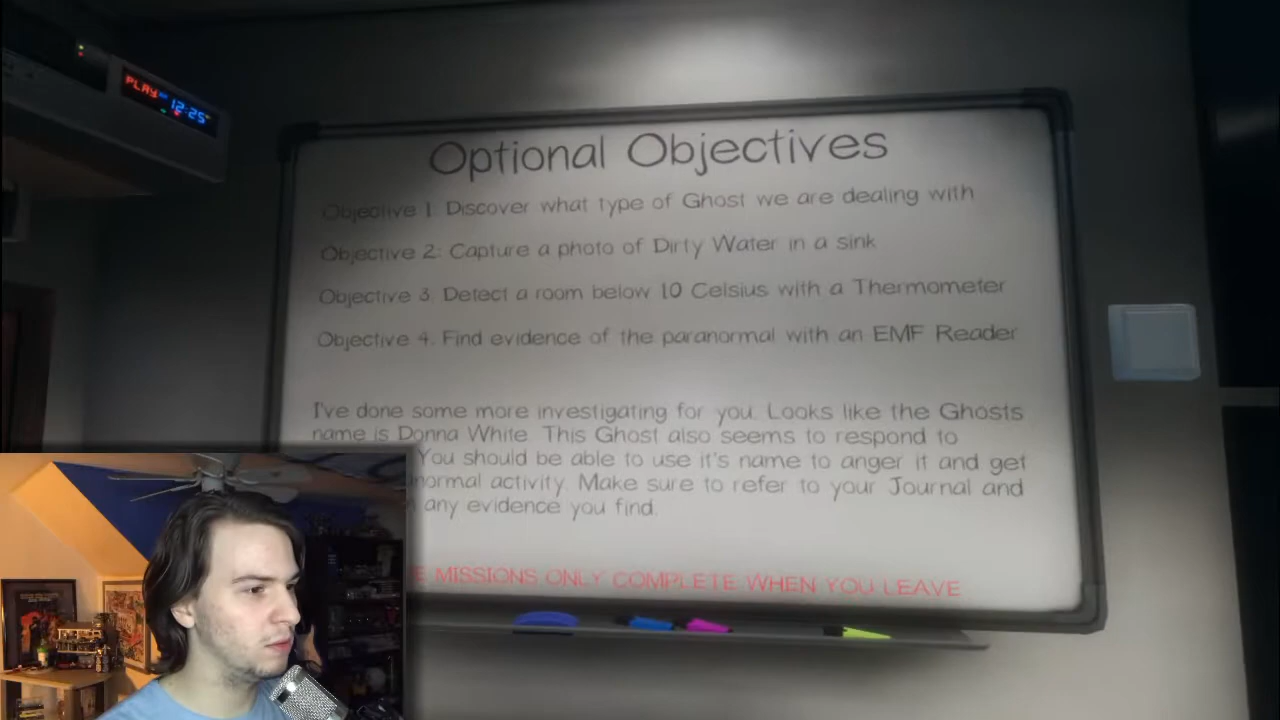 PLAY 12:25
Optional Objectives
Objective 1. Discover what type of Ghost we are dealing with
Objective 2: Capture a photo of Dirty Water in a sink
Objective 3. Detect a room below 10 Celsius with a Thermometer
Objective 4. Find evidence of the paranormal with an EMF Reader
I've done some more investigating for you. Looks like the Ghosts
name is Donna White. This Ghost also seems to respond to
You should be able to use it's name to anger it and get
activity. Make sure to refer to your Journal and
any evidence you find.
MISSIONS ONLY COMPLETE WHEN YOU LEAVE